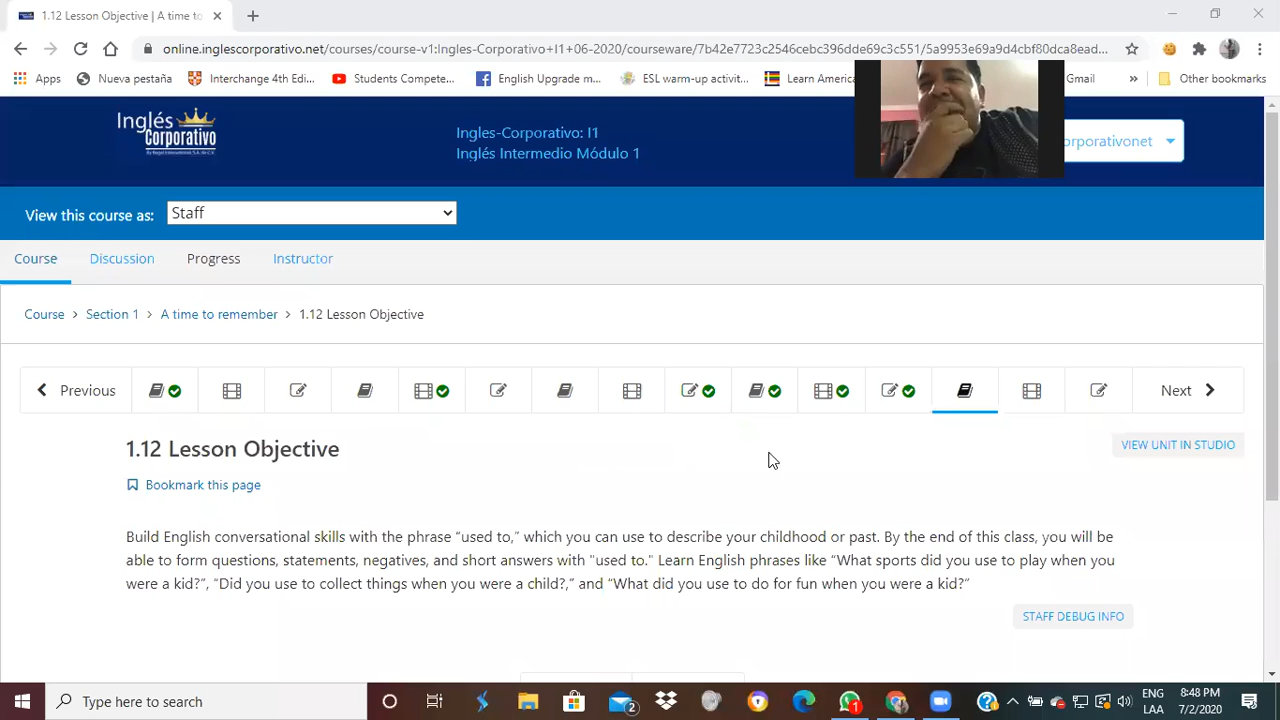 1.12 Lesson Objective | A time to
online.inglescorporativo.net/courses/course-v1:Ingles-Corporativo+I1+06-2020/courseware/7b42e7723c2546cebc396dde69c3c551/5a9953e69a9d4cbf80dca8ead...
Apps Nueva pestaña Interchange 4th Edi... Students Compete... English Upgrade m... ESL warm-up activit... Learn America Gmail » Other bookmarks
Inglés
Corporativo
Ingles-Corporativo: I1
Inglés Intermedio Módulo 1
orporativonet
View this course as: Staff
Course Discussion Progress Instructor
Course > Section 1 > A time to remember > 1.12 Lesson Objective
Previous Next
1.12 Lesson Objective
VIEW UNIT IN STUDIO
Bookmark this page
Build English conversational skills with the phrase “used to,” which you can use to describe your childhood or past. By the end of this class, you will be
able to form questions, statements, negatives, and short answers with "used to." Learn English phrases like “What sports did you use to play when you
were a kid?”, “Did you use to collect things when you were a child?,” and “What did you use to do for fun when you were a kid?”
STAFF DEBUG INFO
Type here to search
2
1
ENG
LAA
8:48 PM
7/2/2020